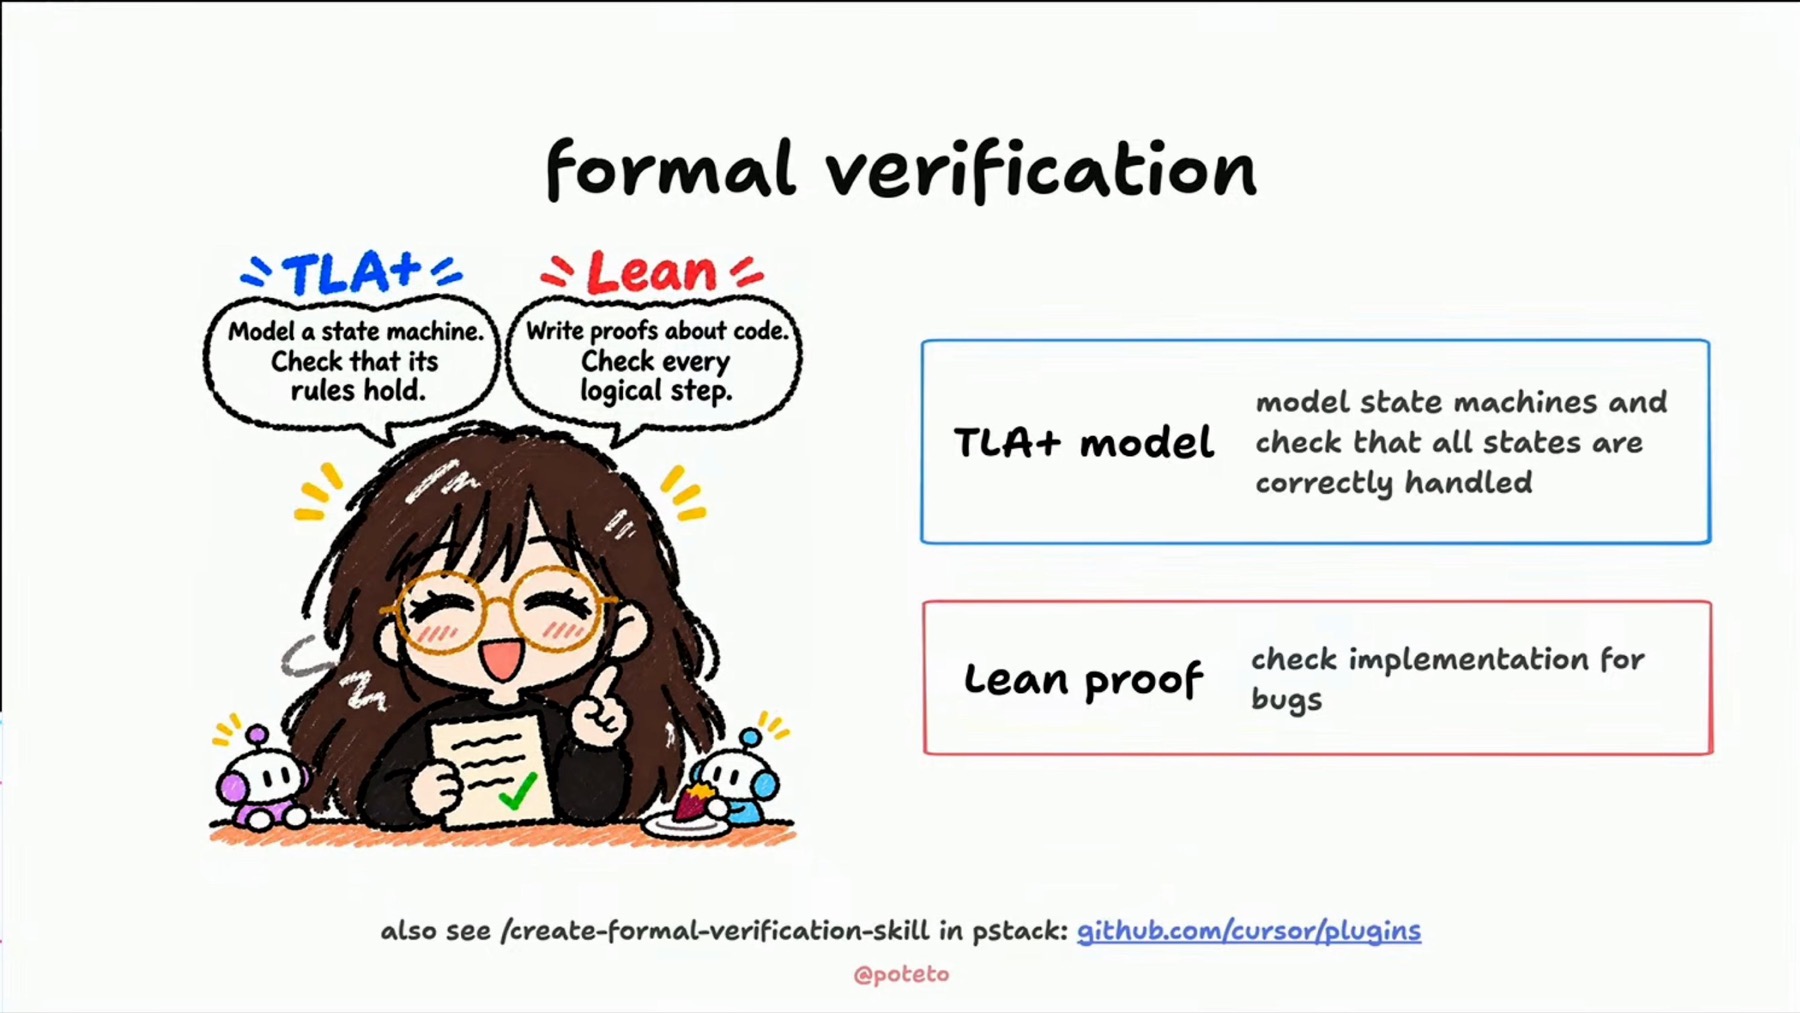 formal verification
TLA+
Model a state machine.
Check that its
rules hold.
Lean
Write proofs about code.
Check every
logical step.
TLA+ model
model state machines and
check that all states are
correctly handled
Lean proof
check implementation for
bugs
also see /create-formal-verification-skill in pstack: github.com/cursor/plugins
@poteto